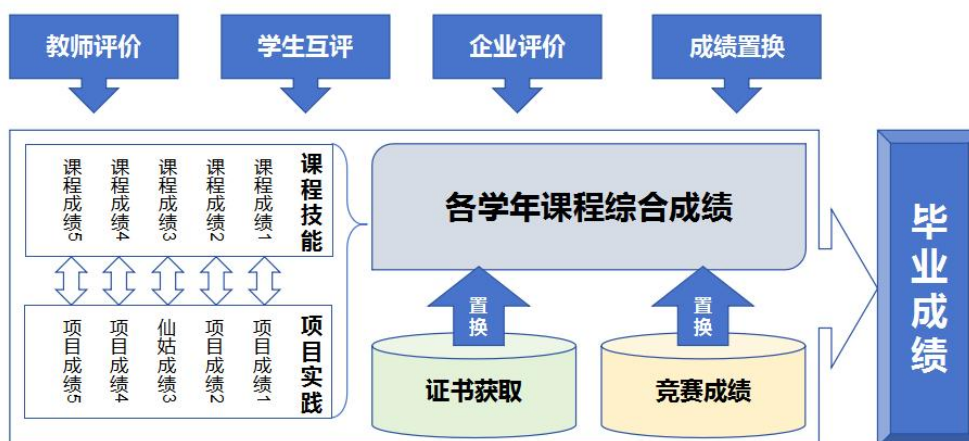 教师评价
学生互评
企业评价
成绩置换
课程技能
课程成绩1
课程成绩2
课程成绩3
课程成绩4
课程成绩5
项目实践
项目成绩1
项目成绩2
仙姑成绩3
项目成绩4
项目成绩5
各学年课程综合成绩
置换
置换
证书获取
竞赛成绩
毕业成绩